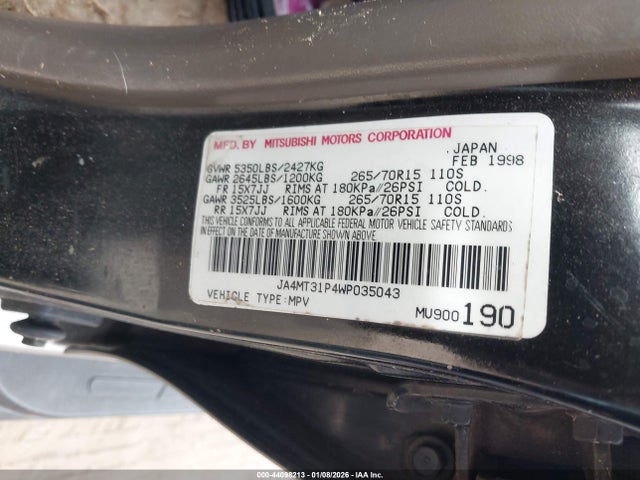 MFD. BY MITSUBISHI MOTORS CORPORATION JAPAN
GVWR 5350LBS/2427KG FEB 1998
GAWR 2645LBS/1200KG 265/70R15 110S
FR 15X7JJ RIMS AT 180KPa//26PSI COLD.
GAWR 3525LBS/1600KG 265/70R15 110S
RR 15X7JJ RIMS AT 180KPa//26PSI COLD.
THIS VEHICLE CONFORMS TO ALL APPLICABLE FEDERAL MOTOR VEHICLE SAFETY STANDARDS
IN EFFECT ON THE DATE OF MANUFACTURE SHOWN ABOVE.
JA4MT31P4WP035043
VEHICLE TYPE:MPV MU900190
000-44098213 - 01/08/2026 - IAA Inc.